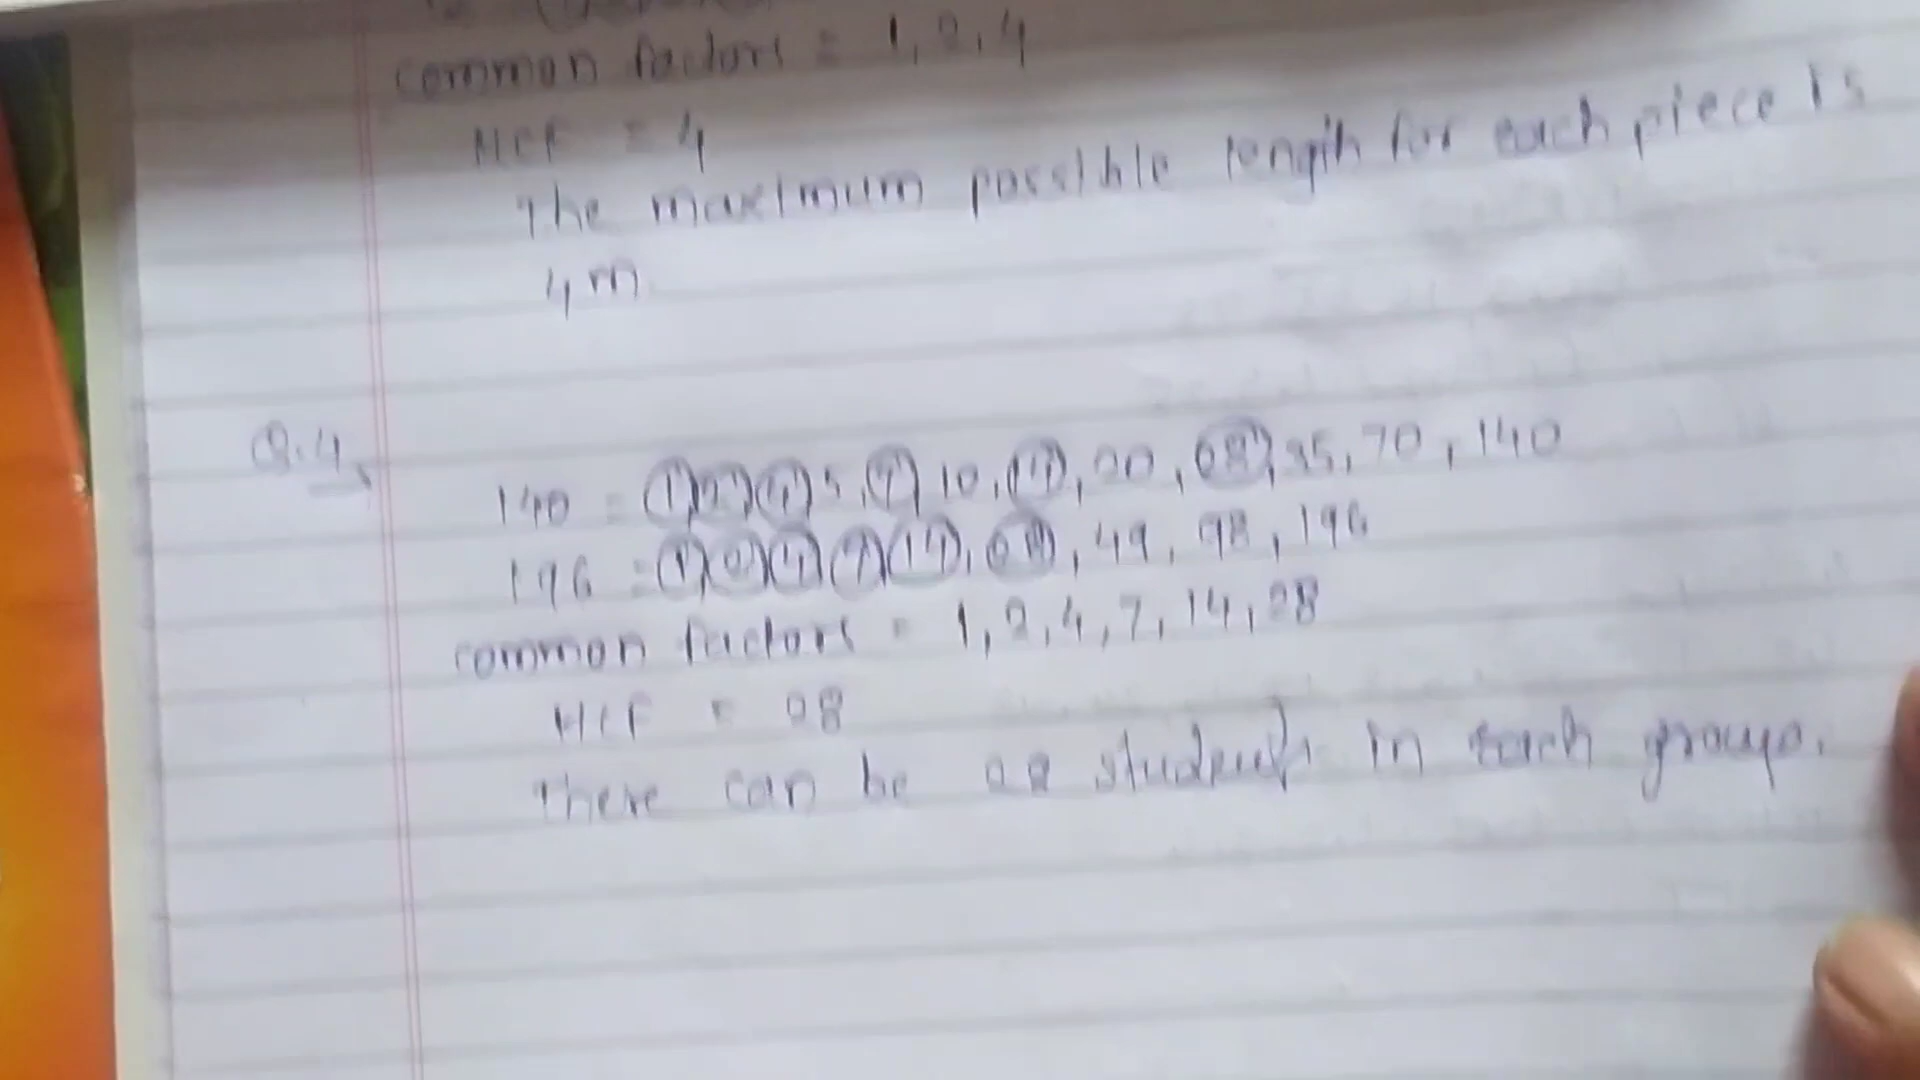 common factors = 1, 2, 4
HCF = 4
The maximum possible length for each piece is
4 m.
Q.4,
140 = 1, 2, 4, 5, 7, 10, 14, 20, 28, 35, 70, 140
196 = 1, 2, 4, 7, 14, 28, 49, 98, 196
common factors = 1, 2, 4, 7, 14, 28
HCF = 28
There can be 28 students in each group.